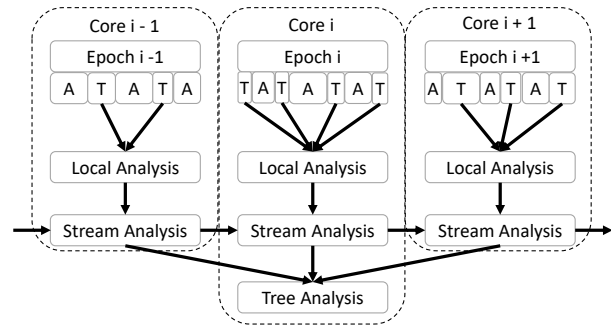 Core i - 1 Core i Core i + 1
Epoch i -1 Epoch i Epoch i +1
A T A T A T A T A T A T A T A T A T
Local Analysis Local Analysis Local Analysis
Stream Analysis Stream Analysis Stream Analysis
Tree Analysis